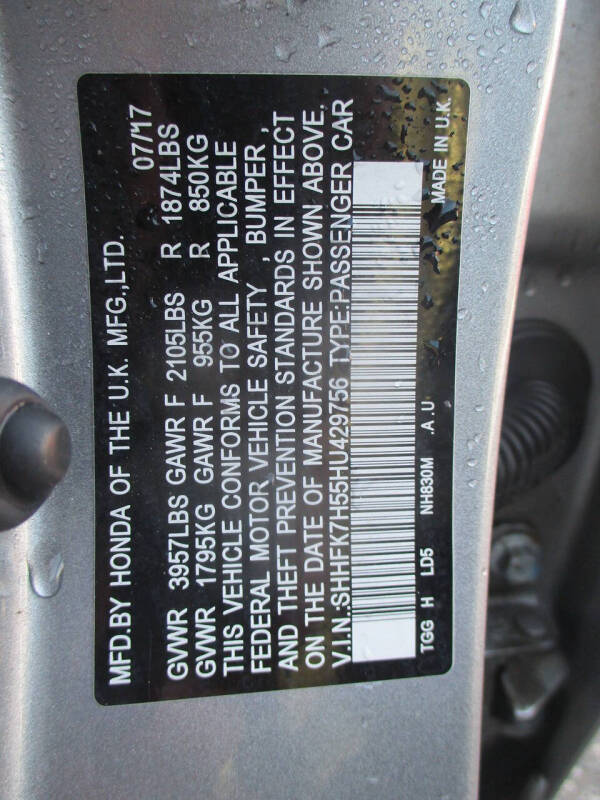 MFD.BY HONDA OF THE U.K. MFG.,LTD. 07/17
GVWR 3957LBS GAWR F 2105LBS R 1874LBS
GVWR 1795KG GAWR F 955KG R 850KG
THIS VEHICLE CONFORMS TO ALL APPLICABLE
FEDERAL MOTOR VEHICLE SAFETY , BUMPER ,
AND THEFT PREVENTION STANDARDS IN EFFECT
ON THE DATE OF MANUFACTURE SHOWN ABOVE.
V.I.N.:SHHFK7H55HU429756 TYPE:PASSENGER CAR
TGG H LD5 NH830M .A.U MADE IN U.K.